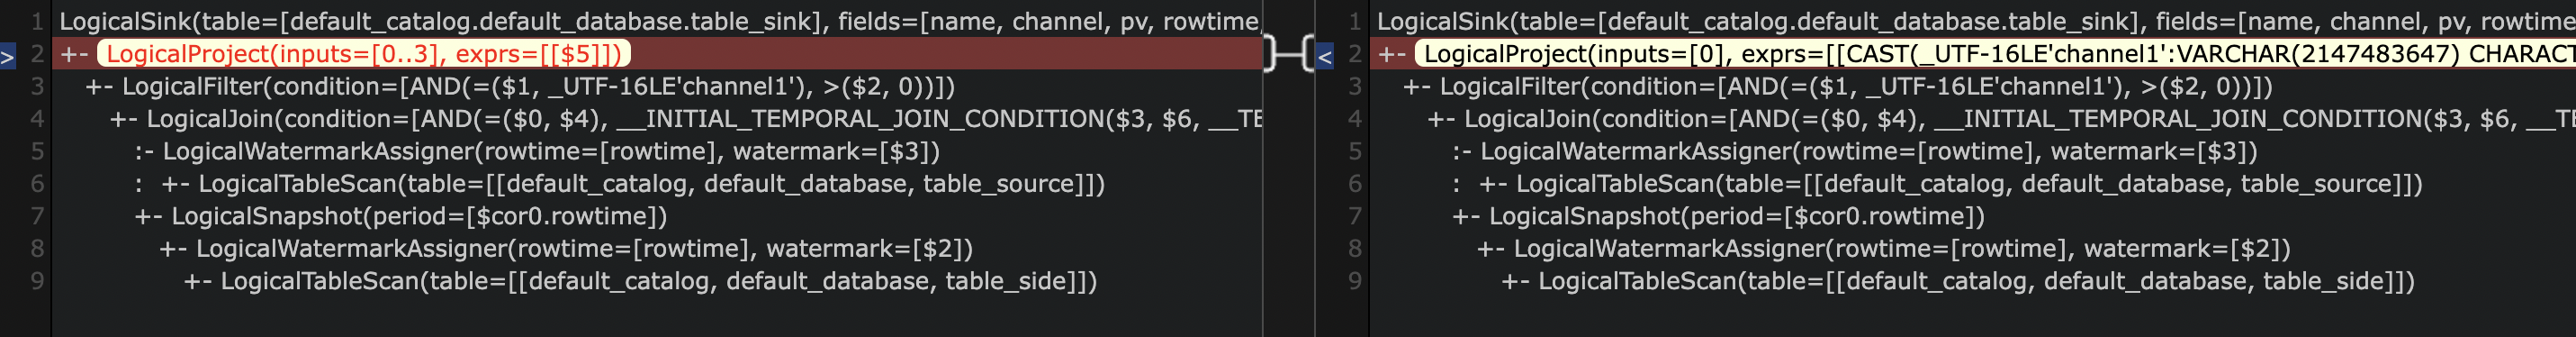 1 LogicalSink(table=[default_catalog.default_database.table_sink], fields=[name, channel, pv, rowtime
> 2 +- LogicalProject(inputs=[0..3], exprs=[[$5]])
3 +- LogicalFilter(condition=[AND(=($1, _UTF-16LE'channel1'), >($2, 0))])
4 +- LogicalJoin(condition=[AND(=($0, $4), __INITIAL_TEMPORAL_JOIN_CONDITION($3, $6, __TE
5 :- LogicalWatermarkAssigner(rowtime=[rowtime], watermark=[$3])
6 : +- LogicalTableScan(table=[[default_catalog, default_database, table_source]])
7 +- LogicalSnapshot(period=[$cor0.rowtime])
8 +- LogicalWatermarkAssigner(rowtime=[rowtime], watermark=[$2])
9 +- LogicalTableScan(table=[[default_catalog, default_database, table_side]])
1 LogicalSink(table=[default_catalog.default_database.table_sink], fields=[name, channel, pv, rowtime
< 2 +- LogicalProject(inputs=[0], exprs=[[CAST(_UTF-16LE'channel1':VARCHAR(2147483647) CHARACT
3 +- LogicalFilter(condition=[AND(=($1, _UTF-16LE'channel1'), >($2, 0))])
4 +- LogicalJoin(condition=[AND(=($0, $4), __INITIAL_TEMPORAL_JOIN_CONDITION($3, $6, __T
5 :- LogicalWatermarkAssigner(rowtime=[rowtime], watermark=[$3])
6 : +- LogicalTableScan(table=[[default_catalog, default_database, table_source]])
7 +- LogicalSnapshot(period=[$cor0.rowtime])
8 +- LogicalWatermarkAssigner(rowtime=[rowtime], watermark=[$2])
9 +- LogicalTableScan(table=[[default_catalog, default_database, table_side]])